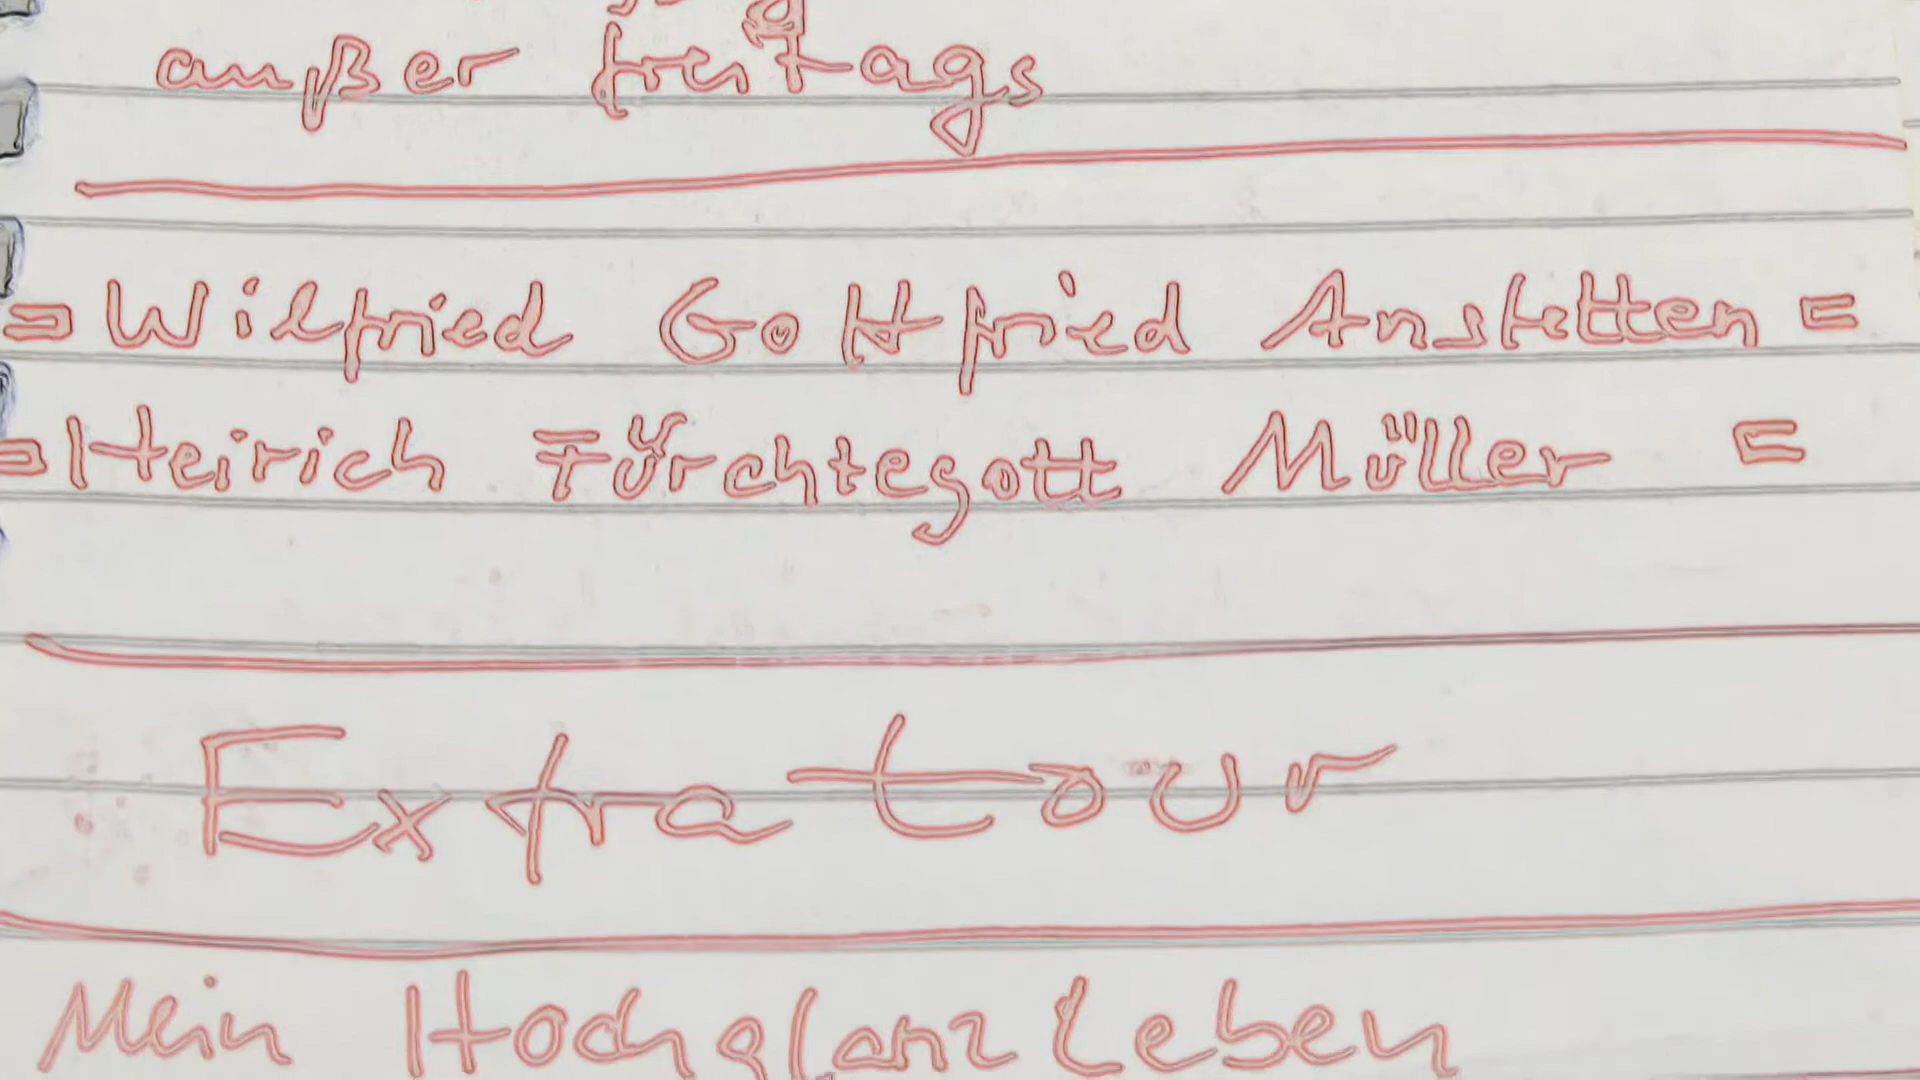 außer freitags
= Wilfried Gottfried Anstetten =
= Heirich Fürchtegott Müller =
Extratour
Mein Hochglanzleben